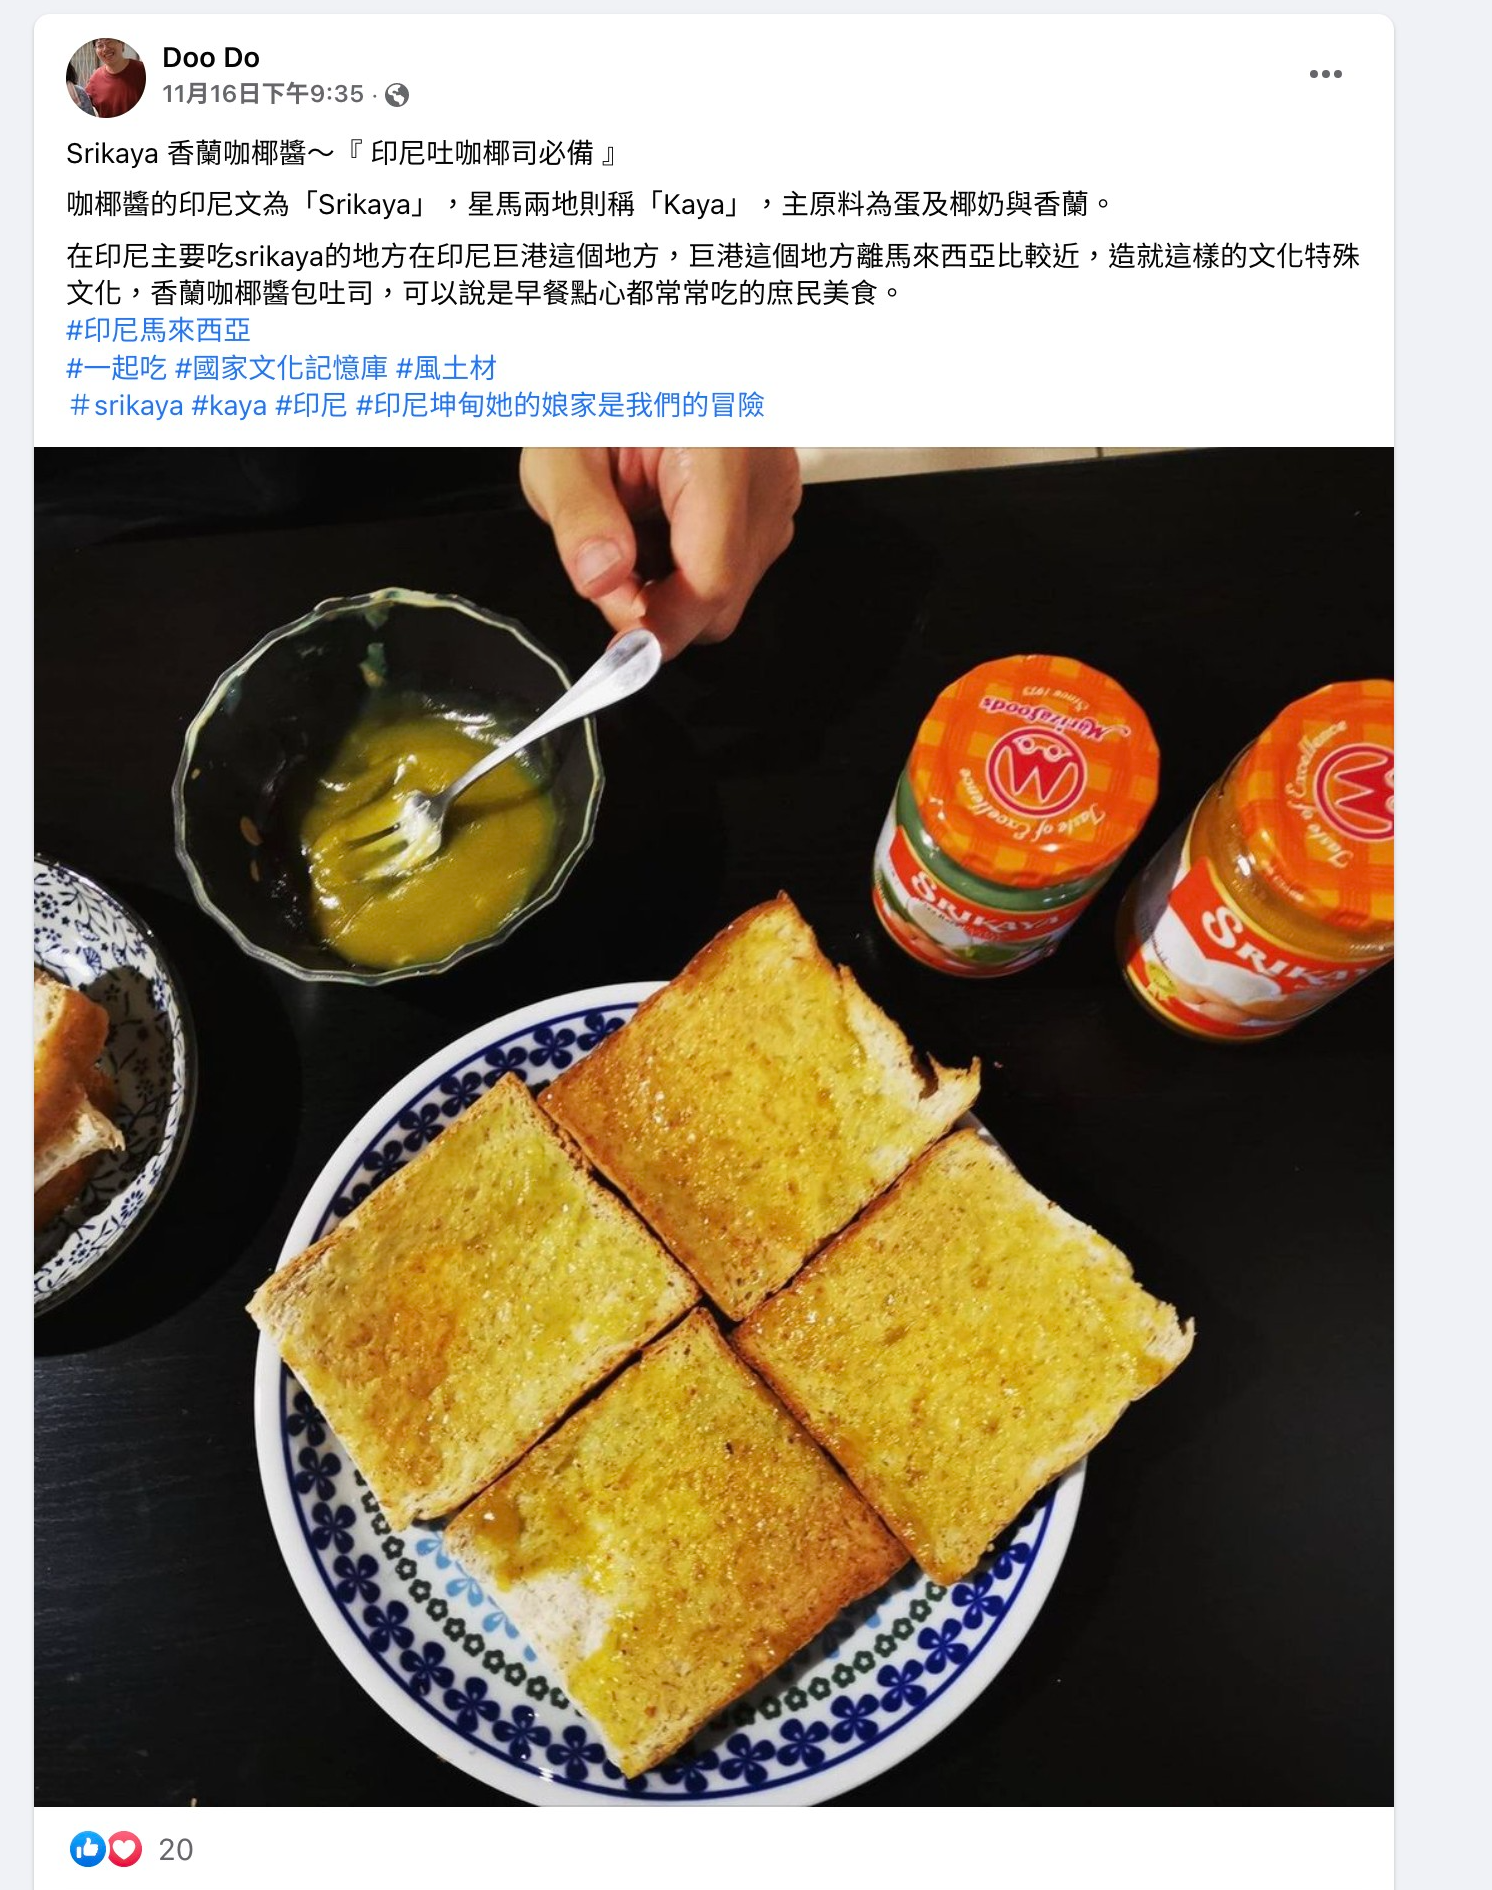 Doo Do
11月16日下午9:35 ·
Srikaya 香蘭咖椰醬～『 印尼吐咖椰司必備 』
咖椰醬的印尼文為「Srikaya」，星馬兩地則稱「Kaya」，主原料為蛋及椰奶與香蘭。
在印尼主要吃srikaya的地方在印尼巨港這個地方，巨港這個地方離馬來西亞比較近，造就這樣的文化特殊
文化，香蘭咖椰醬包吐司，可以說是早餐點心都常常吃的庶民美食。
#印尼馬來西亞
#一起吃 #國家文化記憶庫 #風土材
＃srikaya #kaya #印尼 #印尼坤甸她的娘家是我們的冒險
Since 1973
Marizafoods
Taste of Excellence
SRIKAYA
Taste of Excellence
SRIKAYA
20